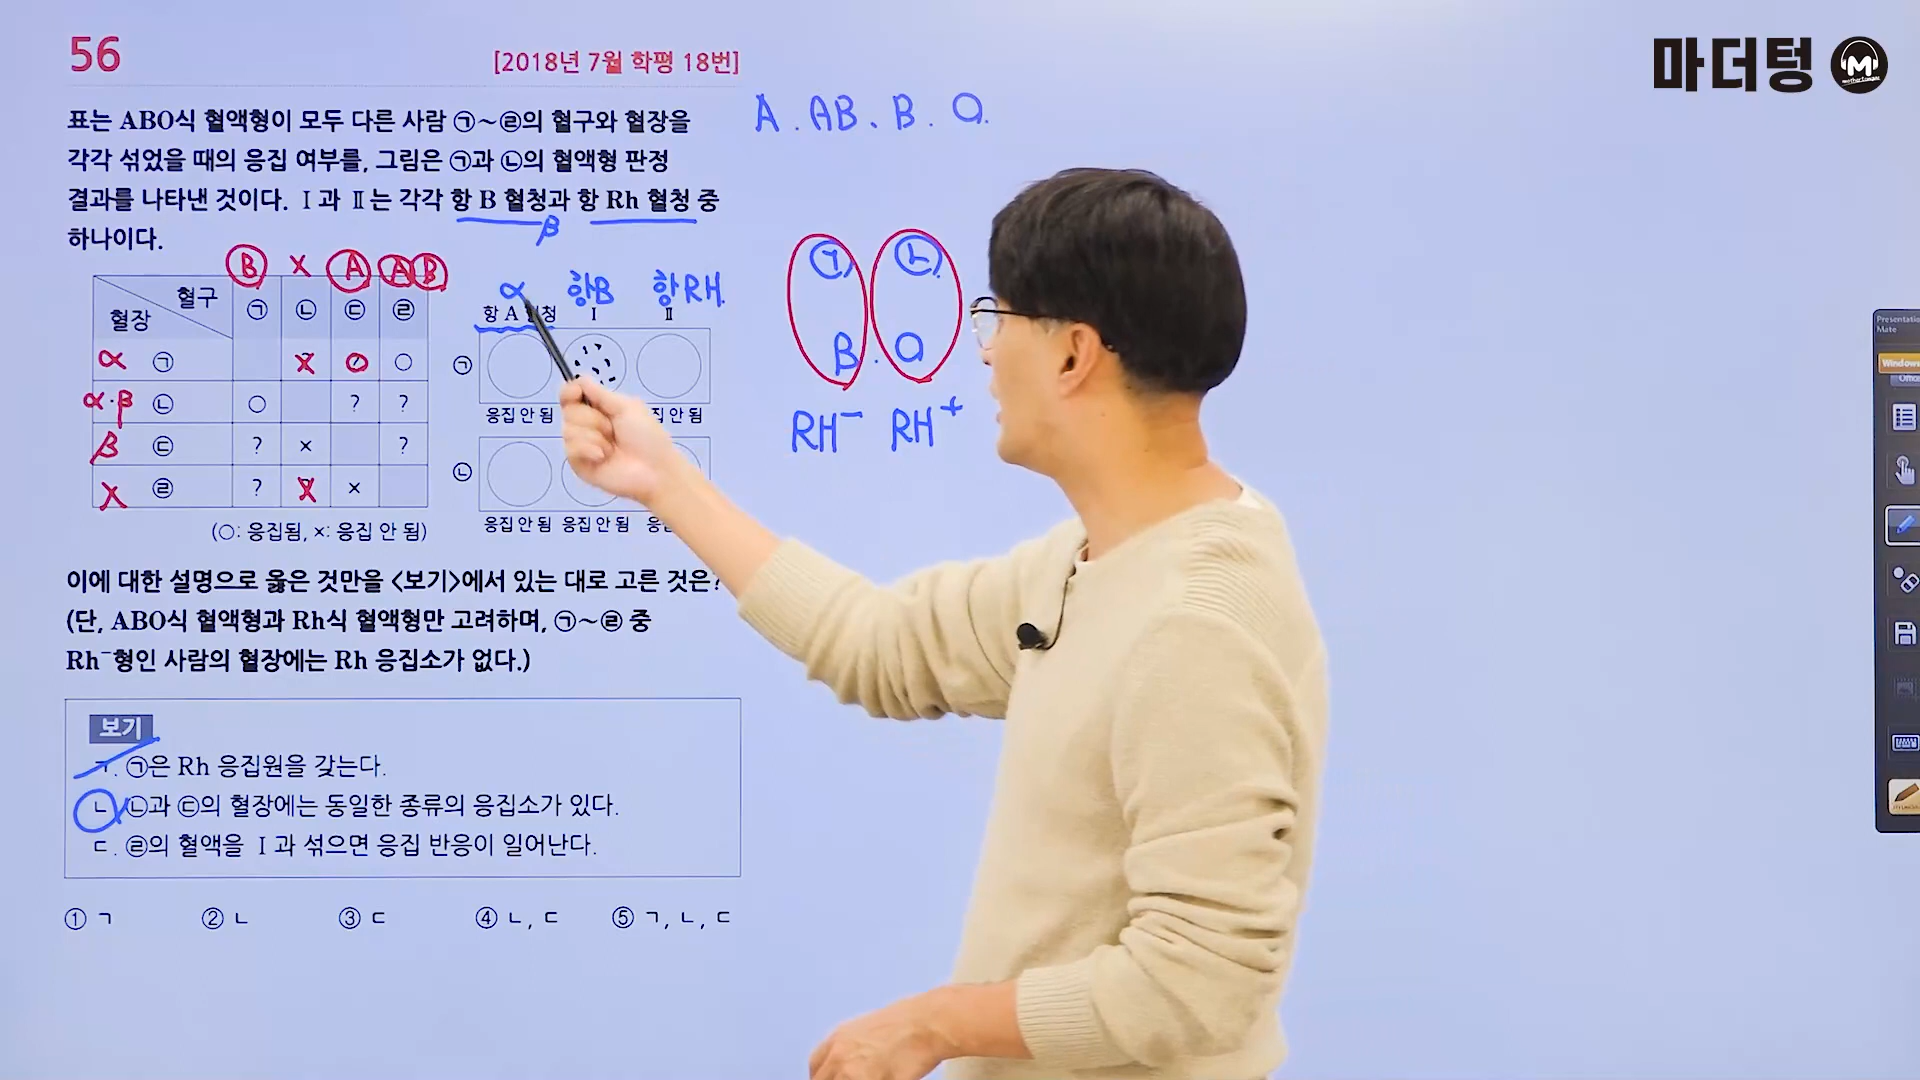 마더텅
56
[2018년 7월 학평 18번]
표는 ABO식 혈액형이 모두 다른 사람 ㉠~㉣의 혈구와 혈장을
각각 섞었을 때의 응집 여부를, 그림은 ㉠과 ㉡의 혈액형 판정
결과를 나타낸 것이다. Ⅰ과 Ⅱ는 각각 항 B 혈청과 항 Rh 혈청 중
하나이다.
A. AB、B. O.
β
B X A A B
혈구
혈장
㉠ ㉡ ㉢ ㉣
α ㉠ X O ○
α·β ㉡ ○ ? ?
β ㉢ ? × ?
X ㉣ ? X ×
(○: 응집됨, ×: 응집 안 됨)
α 항B 항RH.
항 A 청 Ⅰ Ⅱ
㉠
응집 안 됨 집 안 됨
㉡
응집 안 됨 응집 안 됨 응
㉠ ㉡
B . O
RH⁻ RH⁺
이에 대한 설명으로 옳은 것만을 <보기>에서 있는 대로 고른 것은?
(단, ABO식 혈액형과 Rh식 혈액형만 고려하며, ㉠~㉣ 중
Rh⁻형인 사람의 혈장에는 Rh 응집소가 없다.)
보기
ㄱ. ㉠은 Rh 응집원을 갖는다.
ㄴ. ㉡과 ㉢의 혈장에는 동일한 종류의 응집소가 있다.
ㄷ. ㉣의 혈액을 Ⅰ과 섞으면 응집 반응이 일어난다.
① ㄱ ② ㄴ ③ ㄷ ④ ㄴ, ㄷ ⑤ ㄱ, ㄴ, ㄷ
Mate
Windows